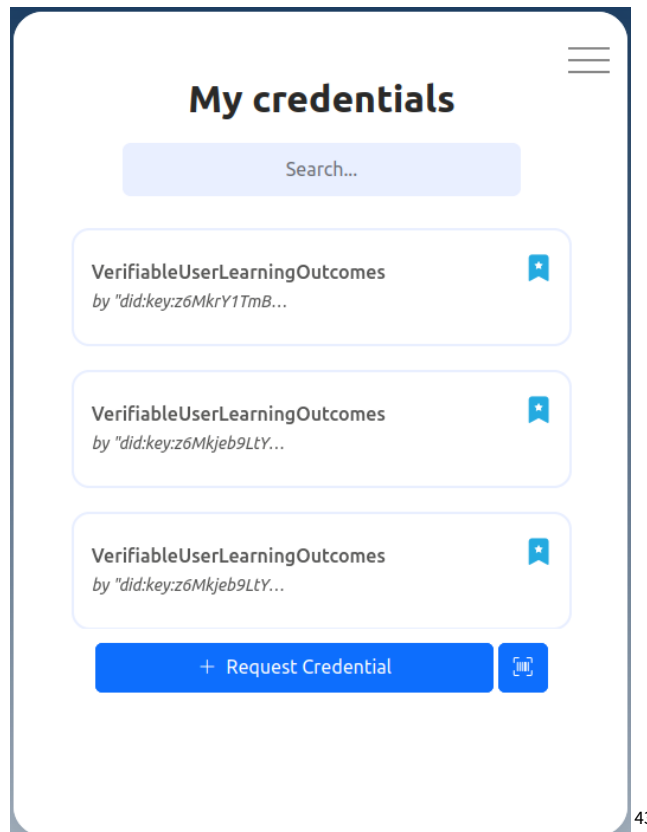 My credentials
Search...
VerifiableUserLearningOutcomes
by "did:key:z6MkrY1TmB...
VerifiableUserLearningOutcomes
by "did:key:z6Mkjeb9LtY...
VerifiableUserLearningOutcomes
by "did:key:z6Mkjeb9LtY...
+ Request Credential